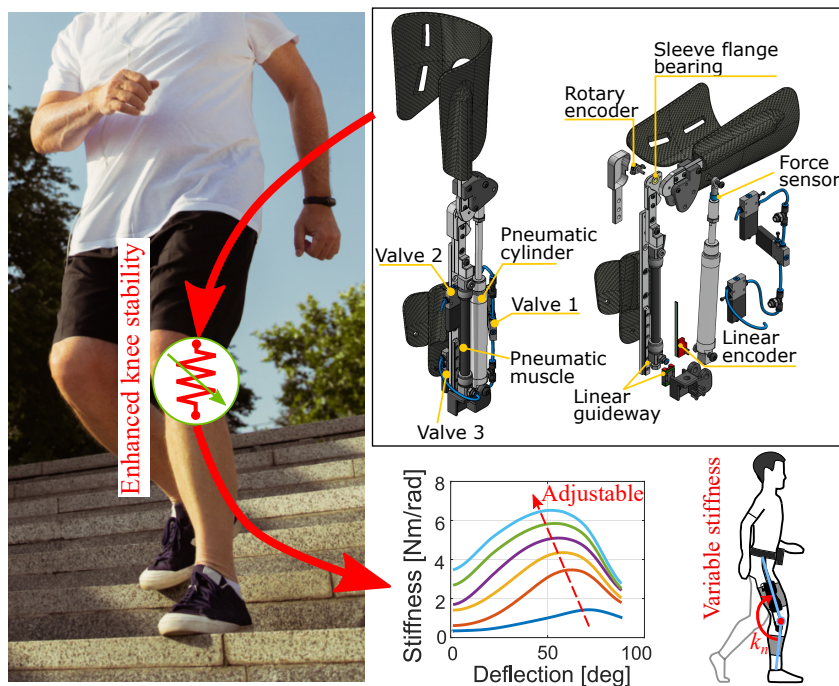 Enhanced knee stability
Sleeve flange
bearing
Rotary
encoder
Force
sensor
Pneumatic
cylinder
Valve 2
Valve 1
Linear
encoder
Pneumatic
muscle
Linear
guideway
Valve 3
Stiffness [Nm/rad]
8
6
4
2
0
0
50
100
Deflection [deg]
Adjustable
Variable stiffness
kn